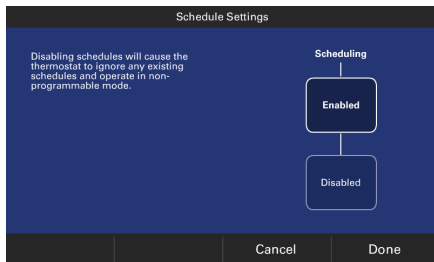 Schedule Settings
Disabling schedules will cause the
thermostat to ignore any existing
schedules and operate in non-
programmable mode.
Scheduling
Enabled
Disabled
Cancel
Done